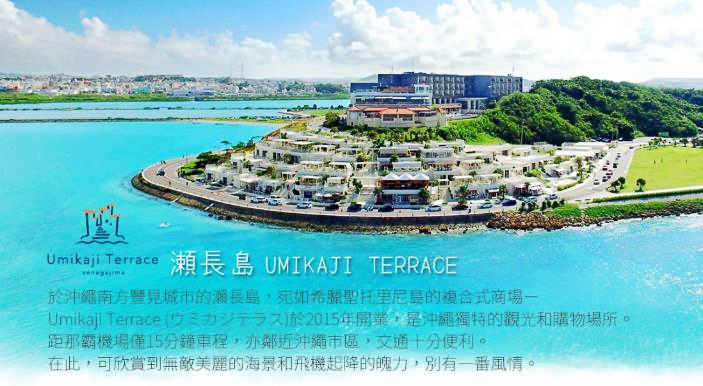 Umikaji Terrace
senagajima
瀨長島 UMIKAJI TERRACE
於沖繩南方豐見城市的瀨長島，宛如希臘聖托里尼島的複合式商場－
Umikaji Terrace (ウミカジテラス)於2015年開業，是沖繩獨特的觀光和購物場所。
距那霸機場僅15分鐘車程，亦鄰近沖繩市區，交通十分便利。
在此，可欣賞到無敵美麗的海景和飛機起降的魄力，別有一番風情。